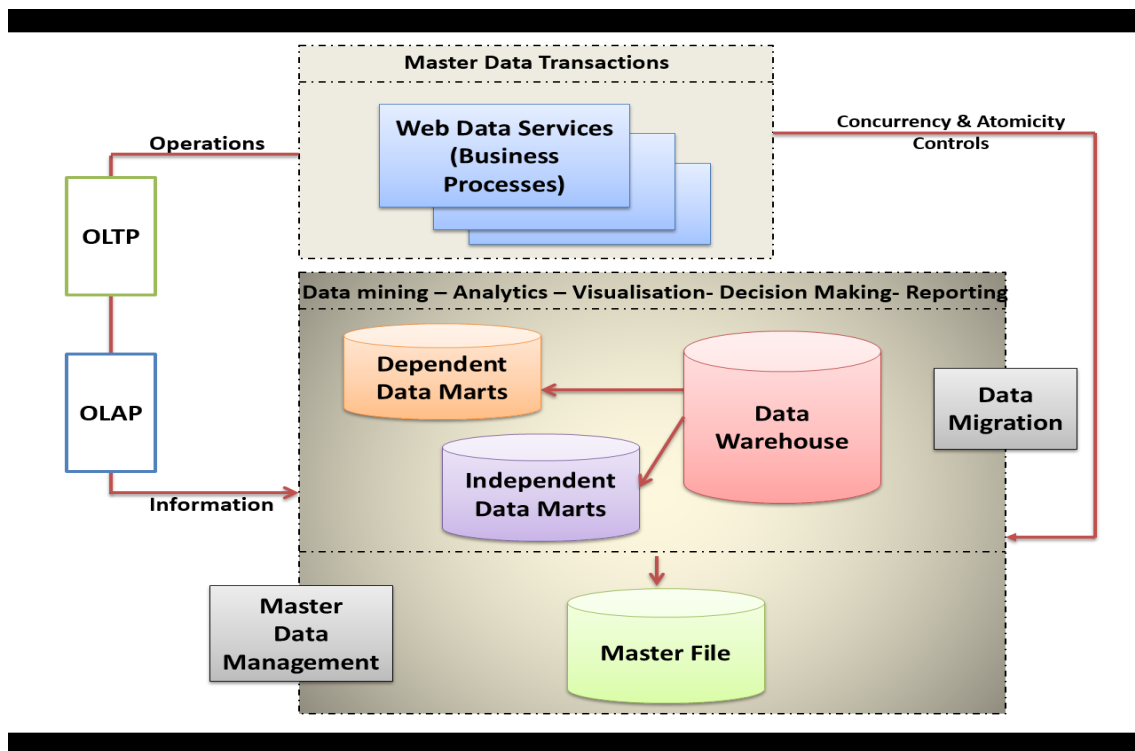 Master Data Transactions
Web Data Services
(Business
Processes)
Operations
Concurrency & Atomicity
Controls
OLTP
Data mining – Analytics – Visualisation- Decision Making- Reporting
Dependent
Data Marts
Data
Warehouse
OLAP
Data
Migration
Independent
Data Marts
Information
Master
Data
Management
Master File